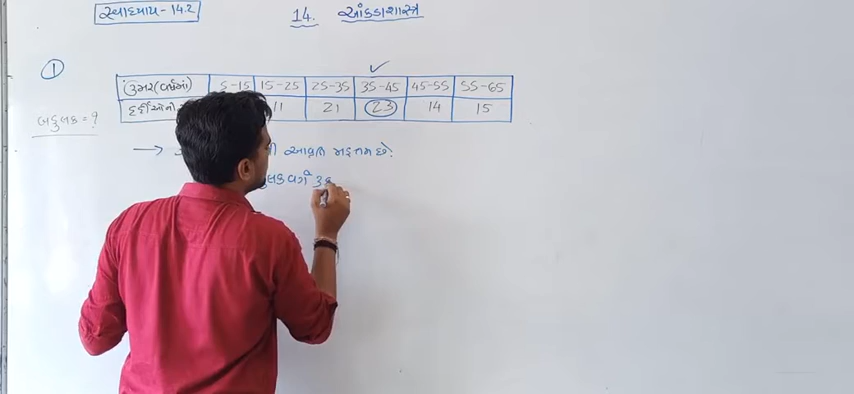 સ્વાધ્યાય - 14.2
14. આંકડાશાસ્ત્ર
①
ઉંમર (વર્ષમાં) 5-15 15-25 25-35 35-45 45-55 55-65
દર્દીઓની 11 21 23 14 15
બહુલક = ?
આવૃત્તિ મહત્તમ છે.
વર્ગ 35